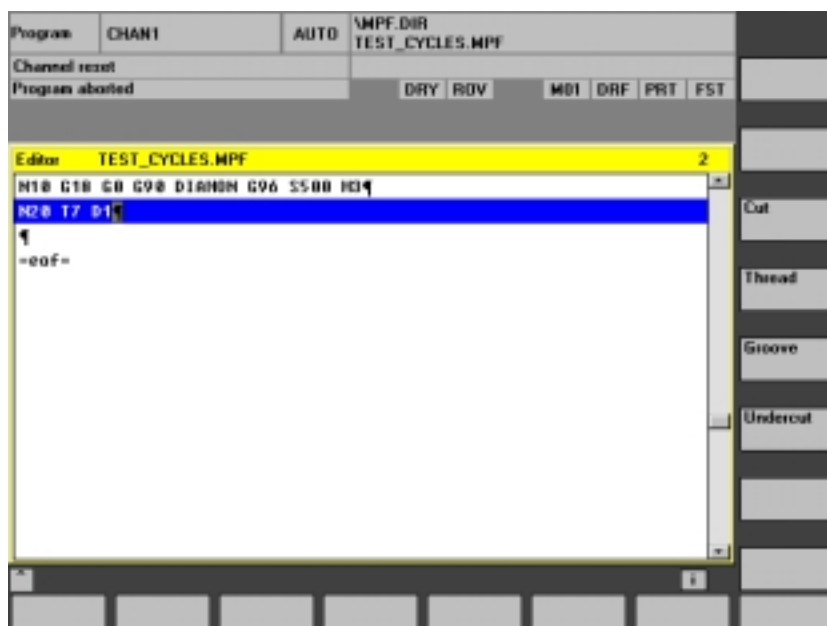 Program CHAN1 AUTO \MPF.DIR
TEST_CYCLES.MPF
Channel reset
Program aborted DRY ROV M01 DRF PRT FST
Editor TEST_CYCLES.MPF 2
N10 G18 G0 G90 DIAMON G96 S500 M3¶
N20 T7 D1¶
¶
=eof=
Cut
Thread
Groove
Undercut
^
i